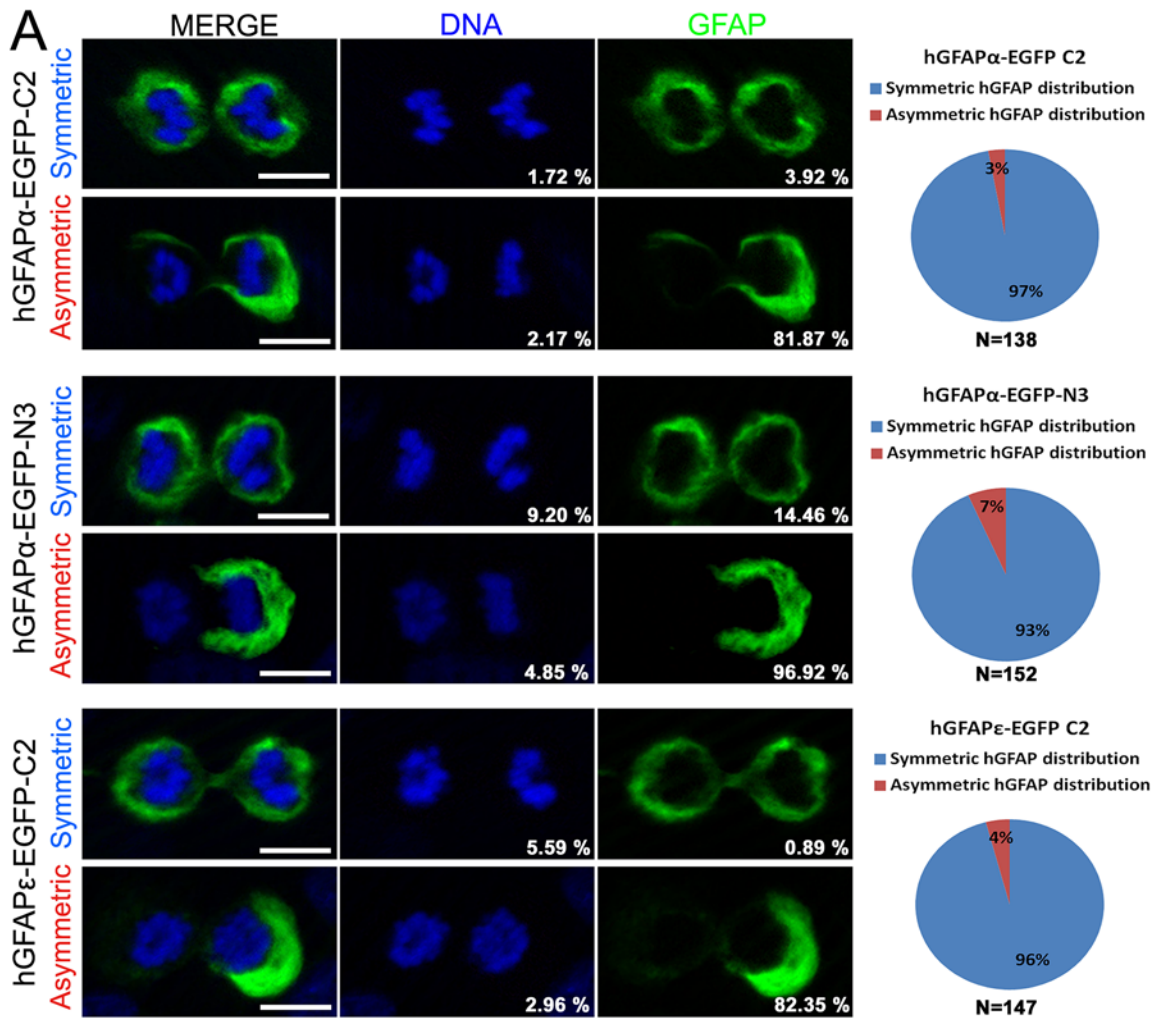 A
MERGE
DNA
GFAP
hGFAPα-EGFP-C2
Symmetric
1.72 %
3.92 %
Asymmetric
2.17 %
81.87 %
hGFAPα-EGFP C2
Symmetric hGFAP distribution
Asymmetric hGFAP distribution
3%
97%
N=138
hGFAPα-EGFP-N3
Symmetric
9.20 %
14.46 %
Asymmetric
4.85 %
96.92 %
hGFAPα-EGFP-N3
Symmetric hGFAP distribution
Asymmetric hGFAP distribution
7%
93%
N=152
hGFAPε-EGFP-C2
Symmetric
5.59 %
0.89 %
Asymmetric
2.96 %
82.35 %
hGFAPε-EGFP C2
Symmetric hGFAP distribution
Asymmetric hGFAP distribution
4%
96%
N=147